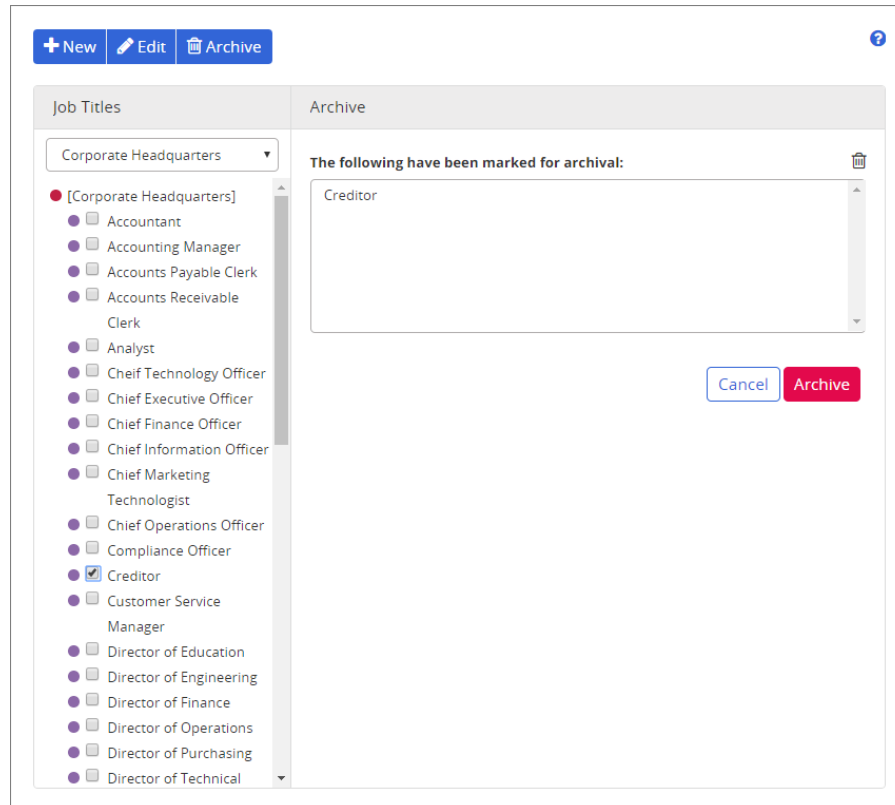 New Edit Archive
?
Job Titles
Archive
Corporate Headquarters
The following have been marked for archival:
Creditor
Cancel Archive
[Corporate Headquarters]
Accountant
Accounting Manager
Accounts Payable Clerk
Accounts Receivable
Clerk
Analyst
Cheif Technology Officer
Chief Executive Officer
Chief Finance Officer
Chief Information Officer
Chief Marketing
Technologist
Chief Operations Officer
Compliance Officer
Creditor
Customer Service
Manager
Director of Education
Director of Engineering
Director of Finance
Director of Operations
Director of Purchasing
Director of Technical